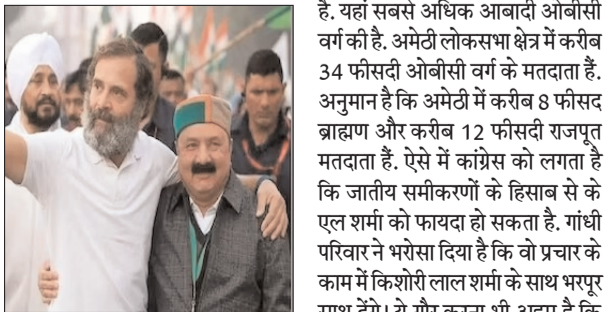 है. यहां सबसे अधिक आबादी ओबीसी
वर्ग की है. अमेठी लोकसभा क्षेत्र में करीब
34 फीसदी ओबीसी वर्ग के मतदाता हैं.
अनुमान है कि अमेठी में करीब 8 फीसद
ब्राह्मण और करीब 12 फीसदी राजपूत
मतदाता हैं. ऐसे में कांग्रेस को लगता है
कि जातीय समीकरणों के हिसाब से के
एल शर्मा को फायदा हो सकता है. गांधी
परिवार ने भरोसा दिया है कि वो प्रचार के
काम में किशोरी लाल शर्मा के साथ भरपूर
साथ देंगे। ये गौर करना भी अहम है कि